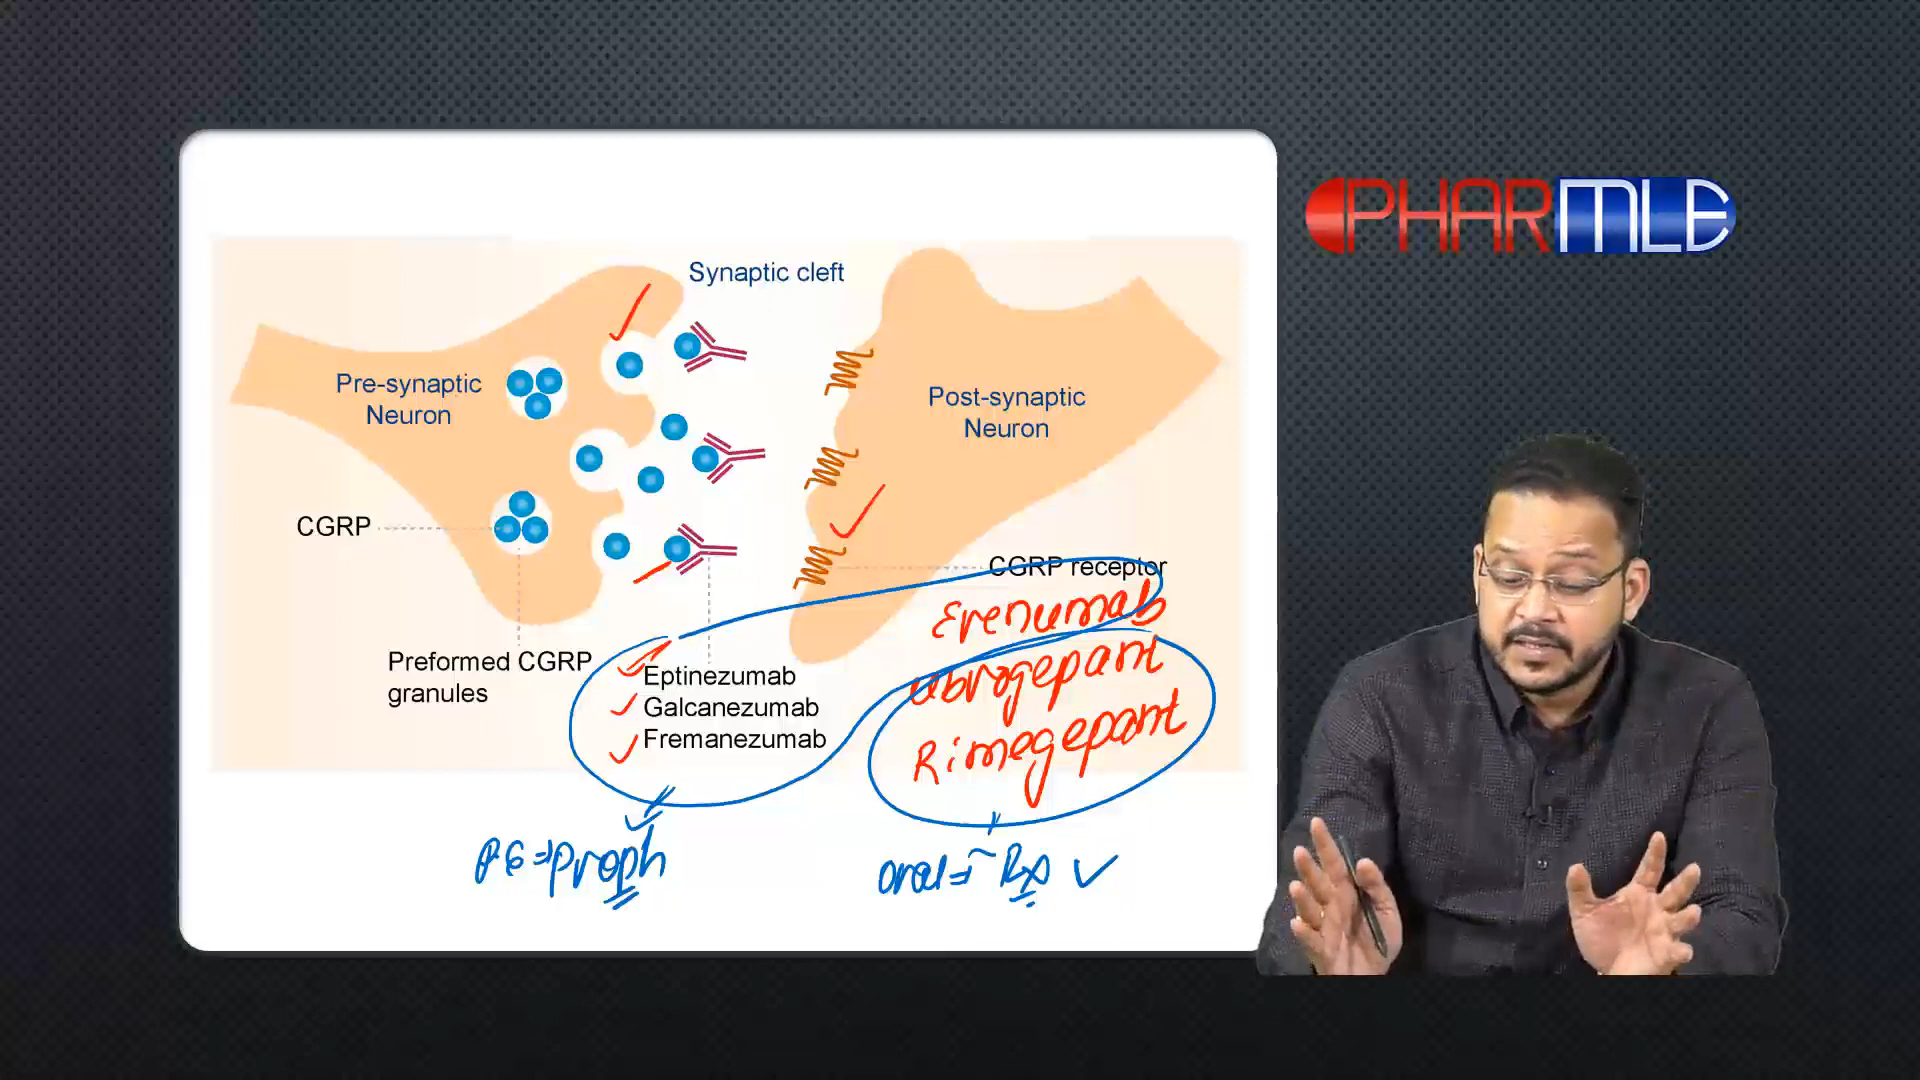 PHARMLE
Synaptic cleft
Pre-synaptic
Neuron
Post-synaptic
Neuron
CGRP
CGRP receptor
Erenumab
Preformed CGRP
granules
Eptinezumab
Galcanezumab
Fremanezumab
ubrogepant
Rimegepant
Proph
oral = Rx